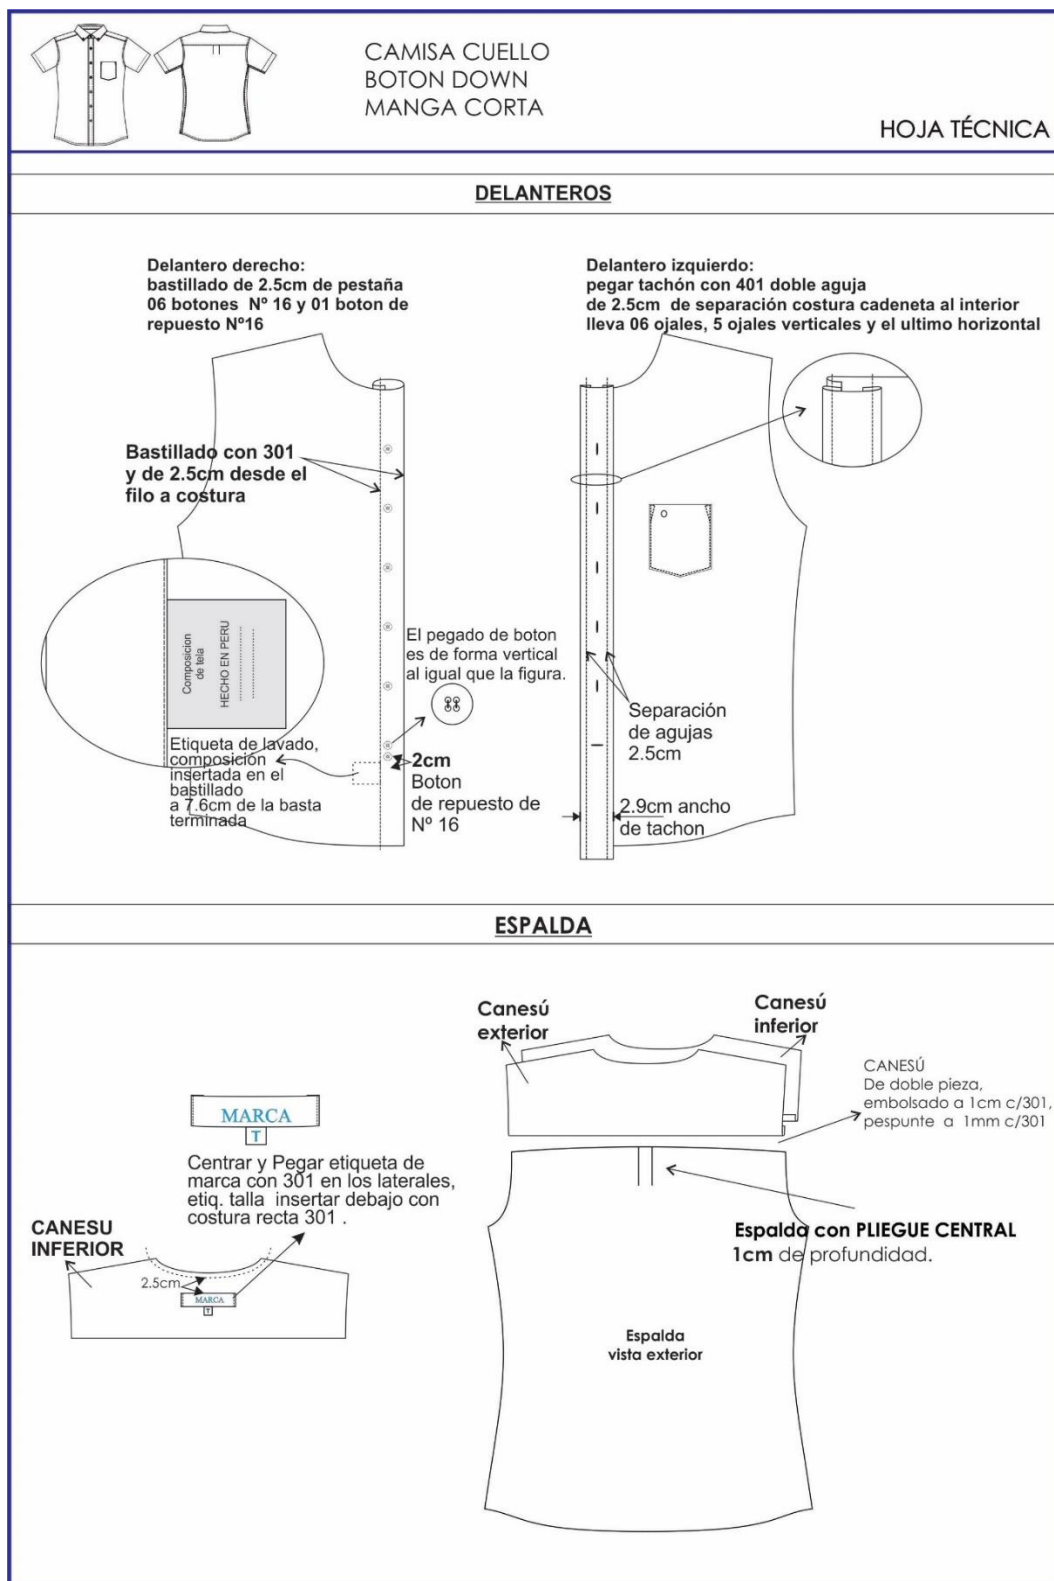 CAMISA CUELLO
BOTON DOWN
MANGA CORTA
HOJA TÉCNICA
DELANTEROS
Delantero derecho:
bastillado de 2.5cm de pestaña
06 botones Nº 16 y 01 boton de
repuesto Nº16
Delantero izquierdo:
pegar tachón con 401 doble aguja
de 2.5cm de separación costura cadeneta al interior
lleva 06 ojales, 5 ojales verticales y el ultimo horizontal
Bastillado con 301
y de 2.5cm desde el
filo a costura
Composicion
de tela
HECHO EN PERU
El pegado de boton
es de forma vertical
al igual que la figura.
Etiqueta de lavado,
composición
insertada en el
bastillado
a 7.6cm de la basta
terminada
2cm
Boton
de repuesto de
Nº 16
Separación
de agujas
2.5cm
2.9cm ancho
de tachon
ESPALDA
Canesú
exterior
Canesú
inferior
CANESÚ
De doble pieza,
embolsado a 1cm c/301,
pespunte a 1mm c/301
MARCA
T
Centrar y Pegar etiqueta de
marca con 301 en los laterales,
etiq. talla insertar debajo con
costura recta 301 .
CANESU
INFERIOR
2.5cm
MARCA
T
Espalda con PLIEGUE CENTRAL
1cm de profundidad.
Espalda
vista exterior